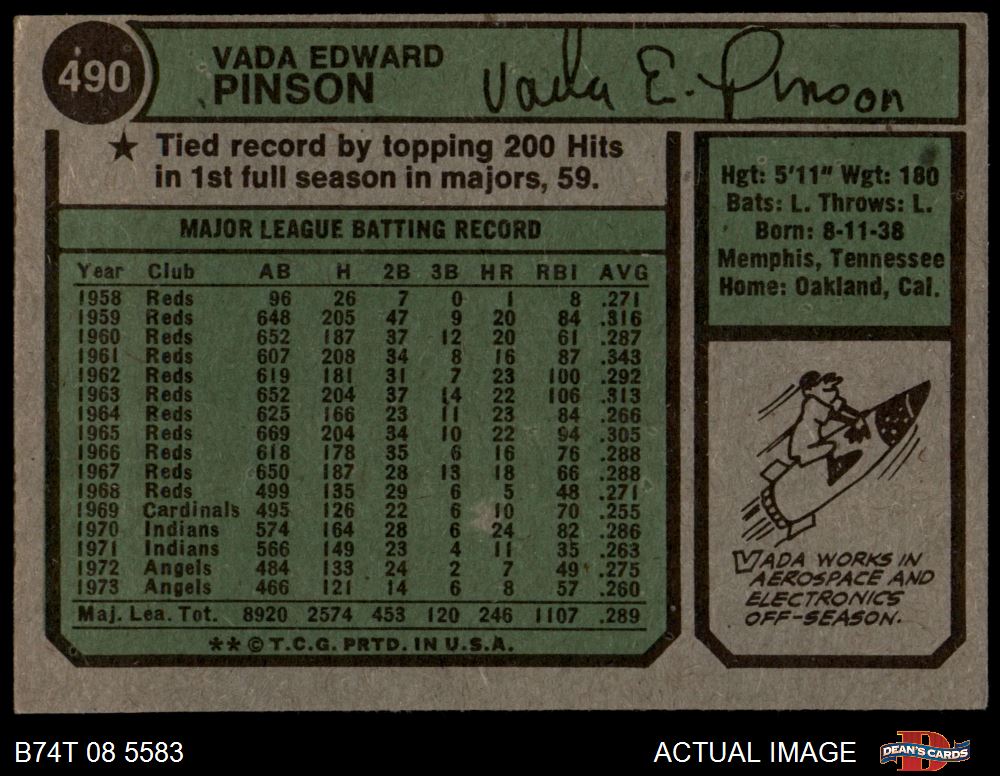 490
VADA EDWARD
PINSON
Vada E. Pinson
★ Tied record by topping 200 Hits
in 1st full season in majors, 59.
MAJOR LEAGUE BATTING RECORD
Year Club AB H 2B 3B HR RBI AVG
1958 Reds 96 26 7 0 1 8 .271
1959 Reds 648 205 47 9 20 84 .316
1960 Reds 652 187 37 12 20 61 .287
1961 Reds 607 208 34 8 16 87 .343
1962 Reds 619 181 31 7 23 100 .292
1963 Reds 652 204 37 14 22 106 .313
1964 Reds 625 166 23 11 23 84 .266
1965 Reds 669 204 34 10 22 94 .305
1966 Reds 618 178 35 6 16 76 .288
1967 Reds 650 187 28 13 18 66 .288
1968 Reds 499 135 29 6 5 48 .271
1969 Cardinals 495 126 22 6 10 70 .255
1970 Indians 574 164 28 6 24 82 .286
1971 Indians 566 149 23 4 11 35 .263
1972 Angels 484 133 24 2 7 49 .275
1973 Angels 466 121 14 6 8 57 .260
Maj. Lea. Tot. 8920 2574 453 120 246 1107 .289
** © T.C.G. PRTD. IN U.S.A.
Hgt: 5'11" Wgt: 180
Bats: L. Throws: L.
Born: 8-11-38
Memphis, Tennessee
Home: Oakland, Cal.
VADA WORKS IN
AEROSPACE AND
ELECTRONICS
OFF-SEASON.
B74T 08 5583
ACTUAL IMAGE
D
DEAN'S CARDS